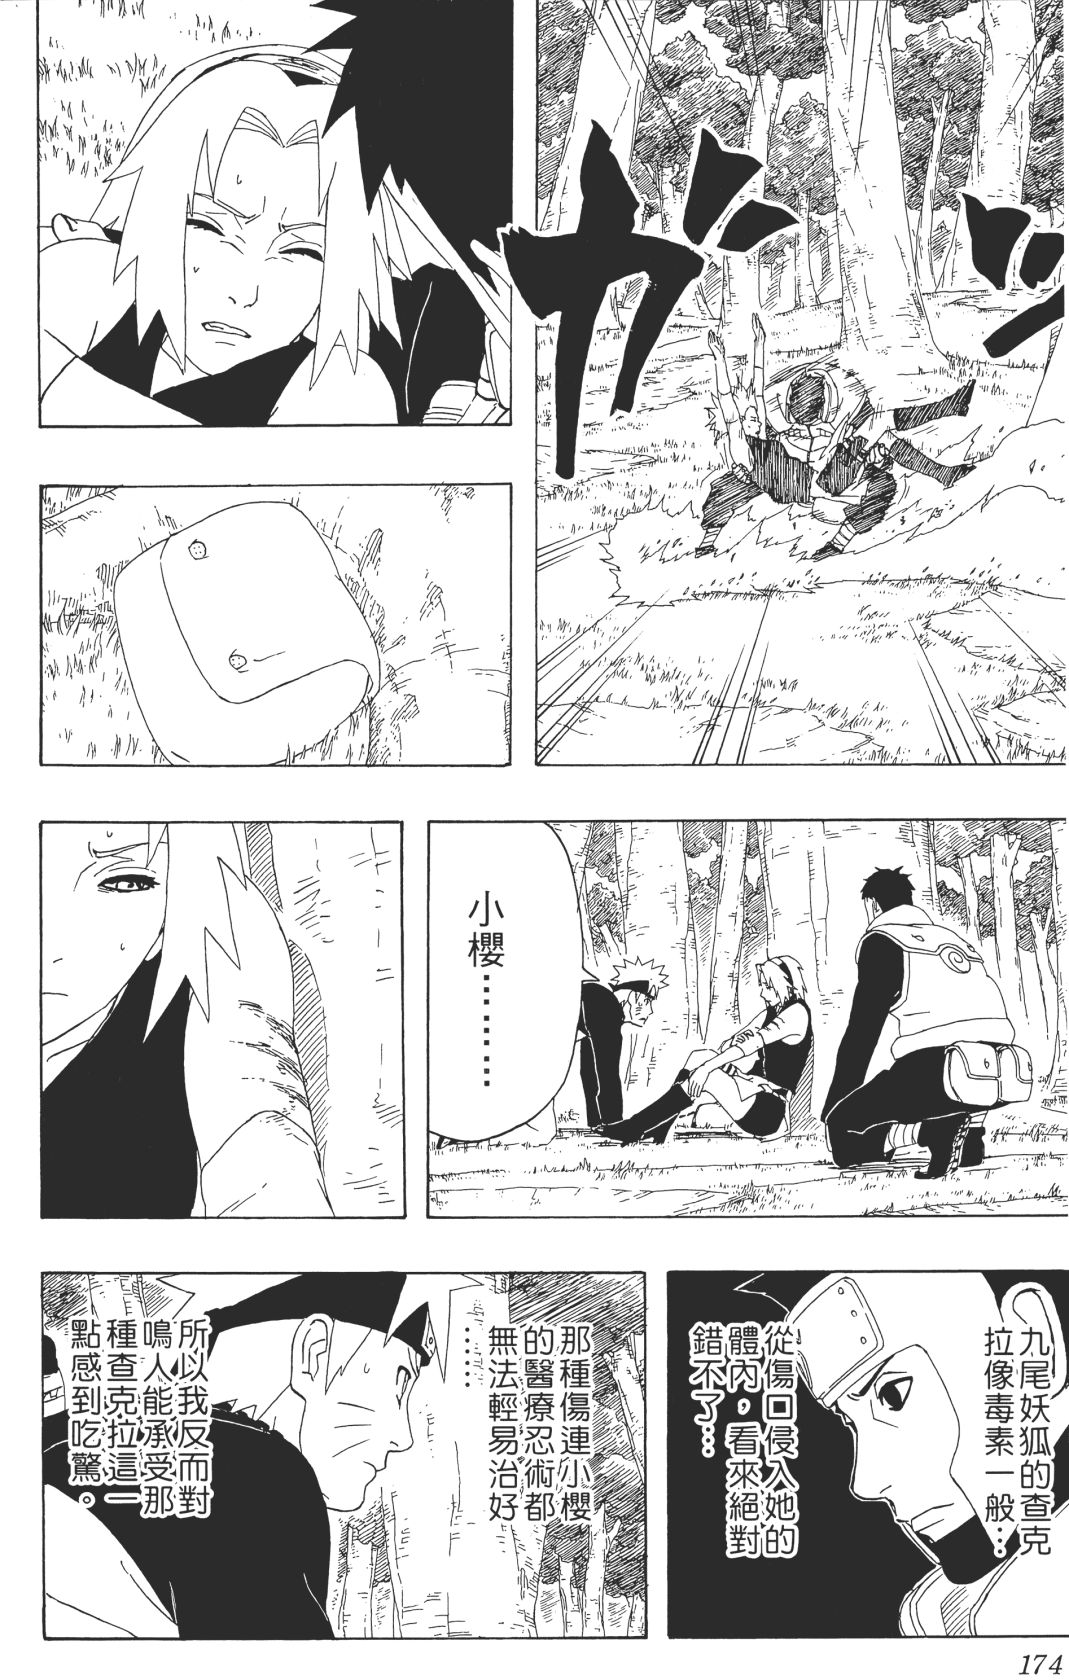 ザッ
小櫻………
九尾妖狐的查克
拉像毒素一般…
從傷口侵入她的
體內，看來絕對
錯不了…
那種傷連小櫻
的醫療忍術都
無法輕易治好
……
所以我反而對
鳴人能承受那
種查克拉這一
點感到吃驚。
174